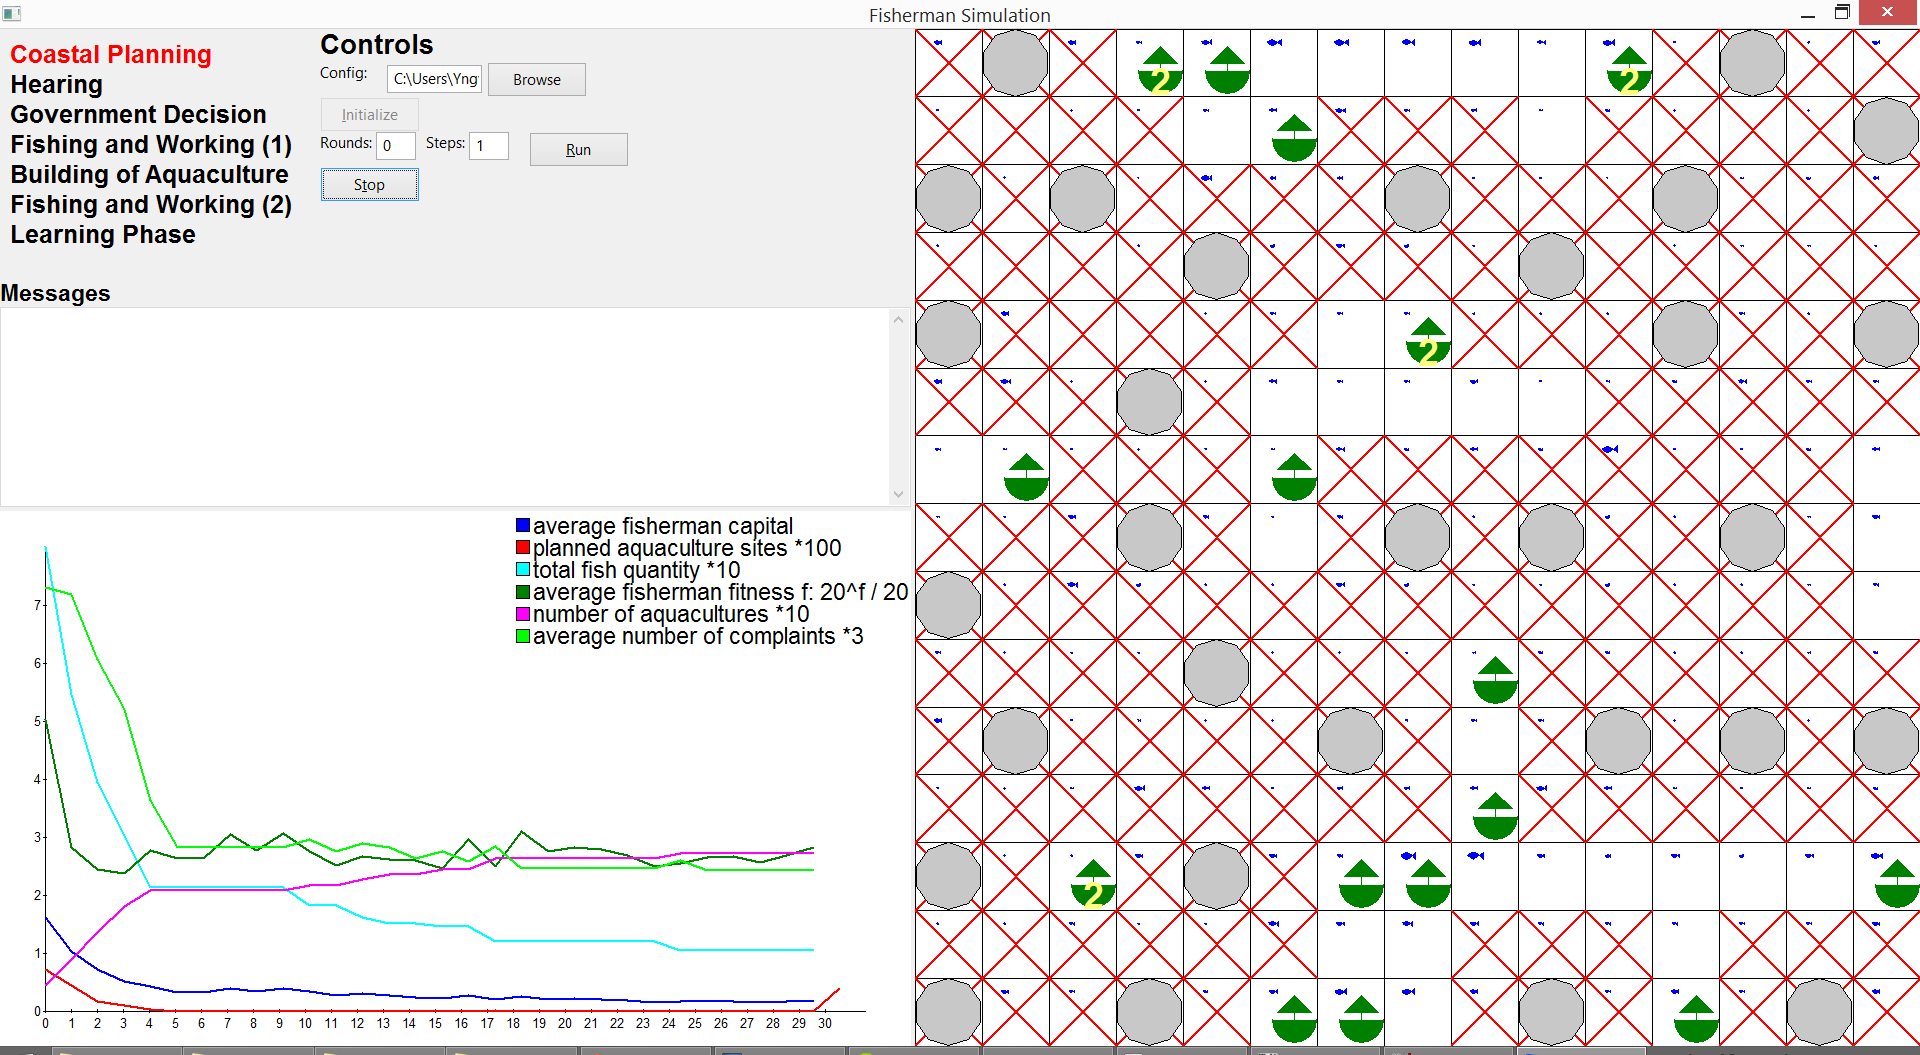 Fisherman Simulation
Coastal Planning
Hearing
Government Decision
Fishing and Working (1)
Building of Aquaculture
Fishing and Working (2)
Learning Phase
Controls
Config: C:\Users\Yng Browse
Initialize
Rounds: 0 Steps: 1 Run
Stop
Messages
average fisherman capital
planned aquaculture sites *100
total fish quantity *10
average fisherman fitness f: 20^f / 20
number of aquacultures *10
average number of complaints *3
7
6
5
4
3
2
1
0
0 1 2 3 4 5 6 7 8 9 10 11 12 13 14 15 16 17 18 19 20 21 22 23 24 25 26 27 28 29 30
2 2
2
2